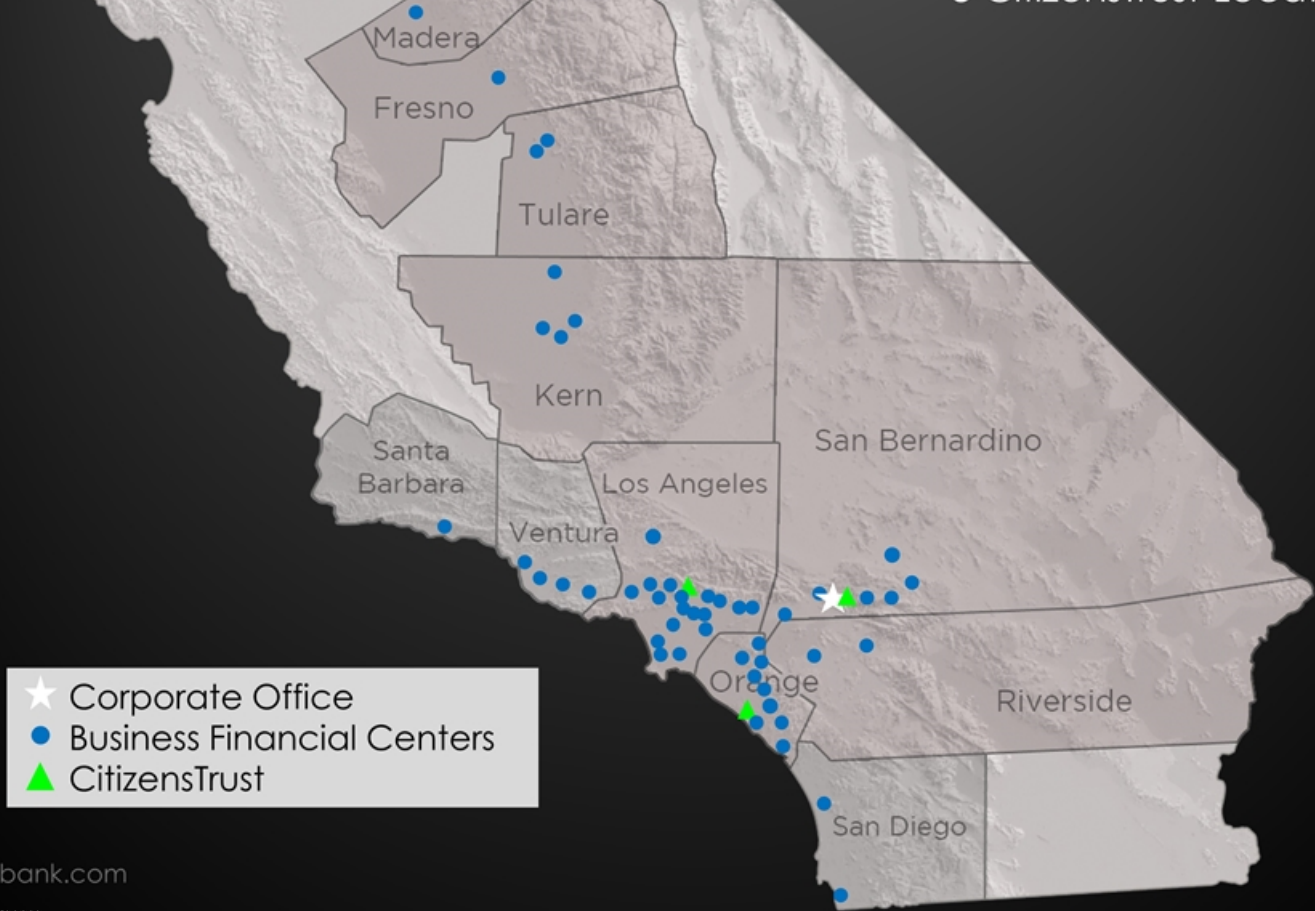 Madera
Fresno
Tulare
Kern
San Bernardino
Santa
Barbara
Los Angeles
Ventura
Orange
Riverside
San Diego
Corporate Office
Business Financial Centers
CitizensTrust
bank.com